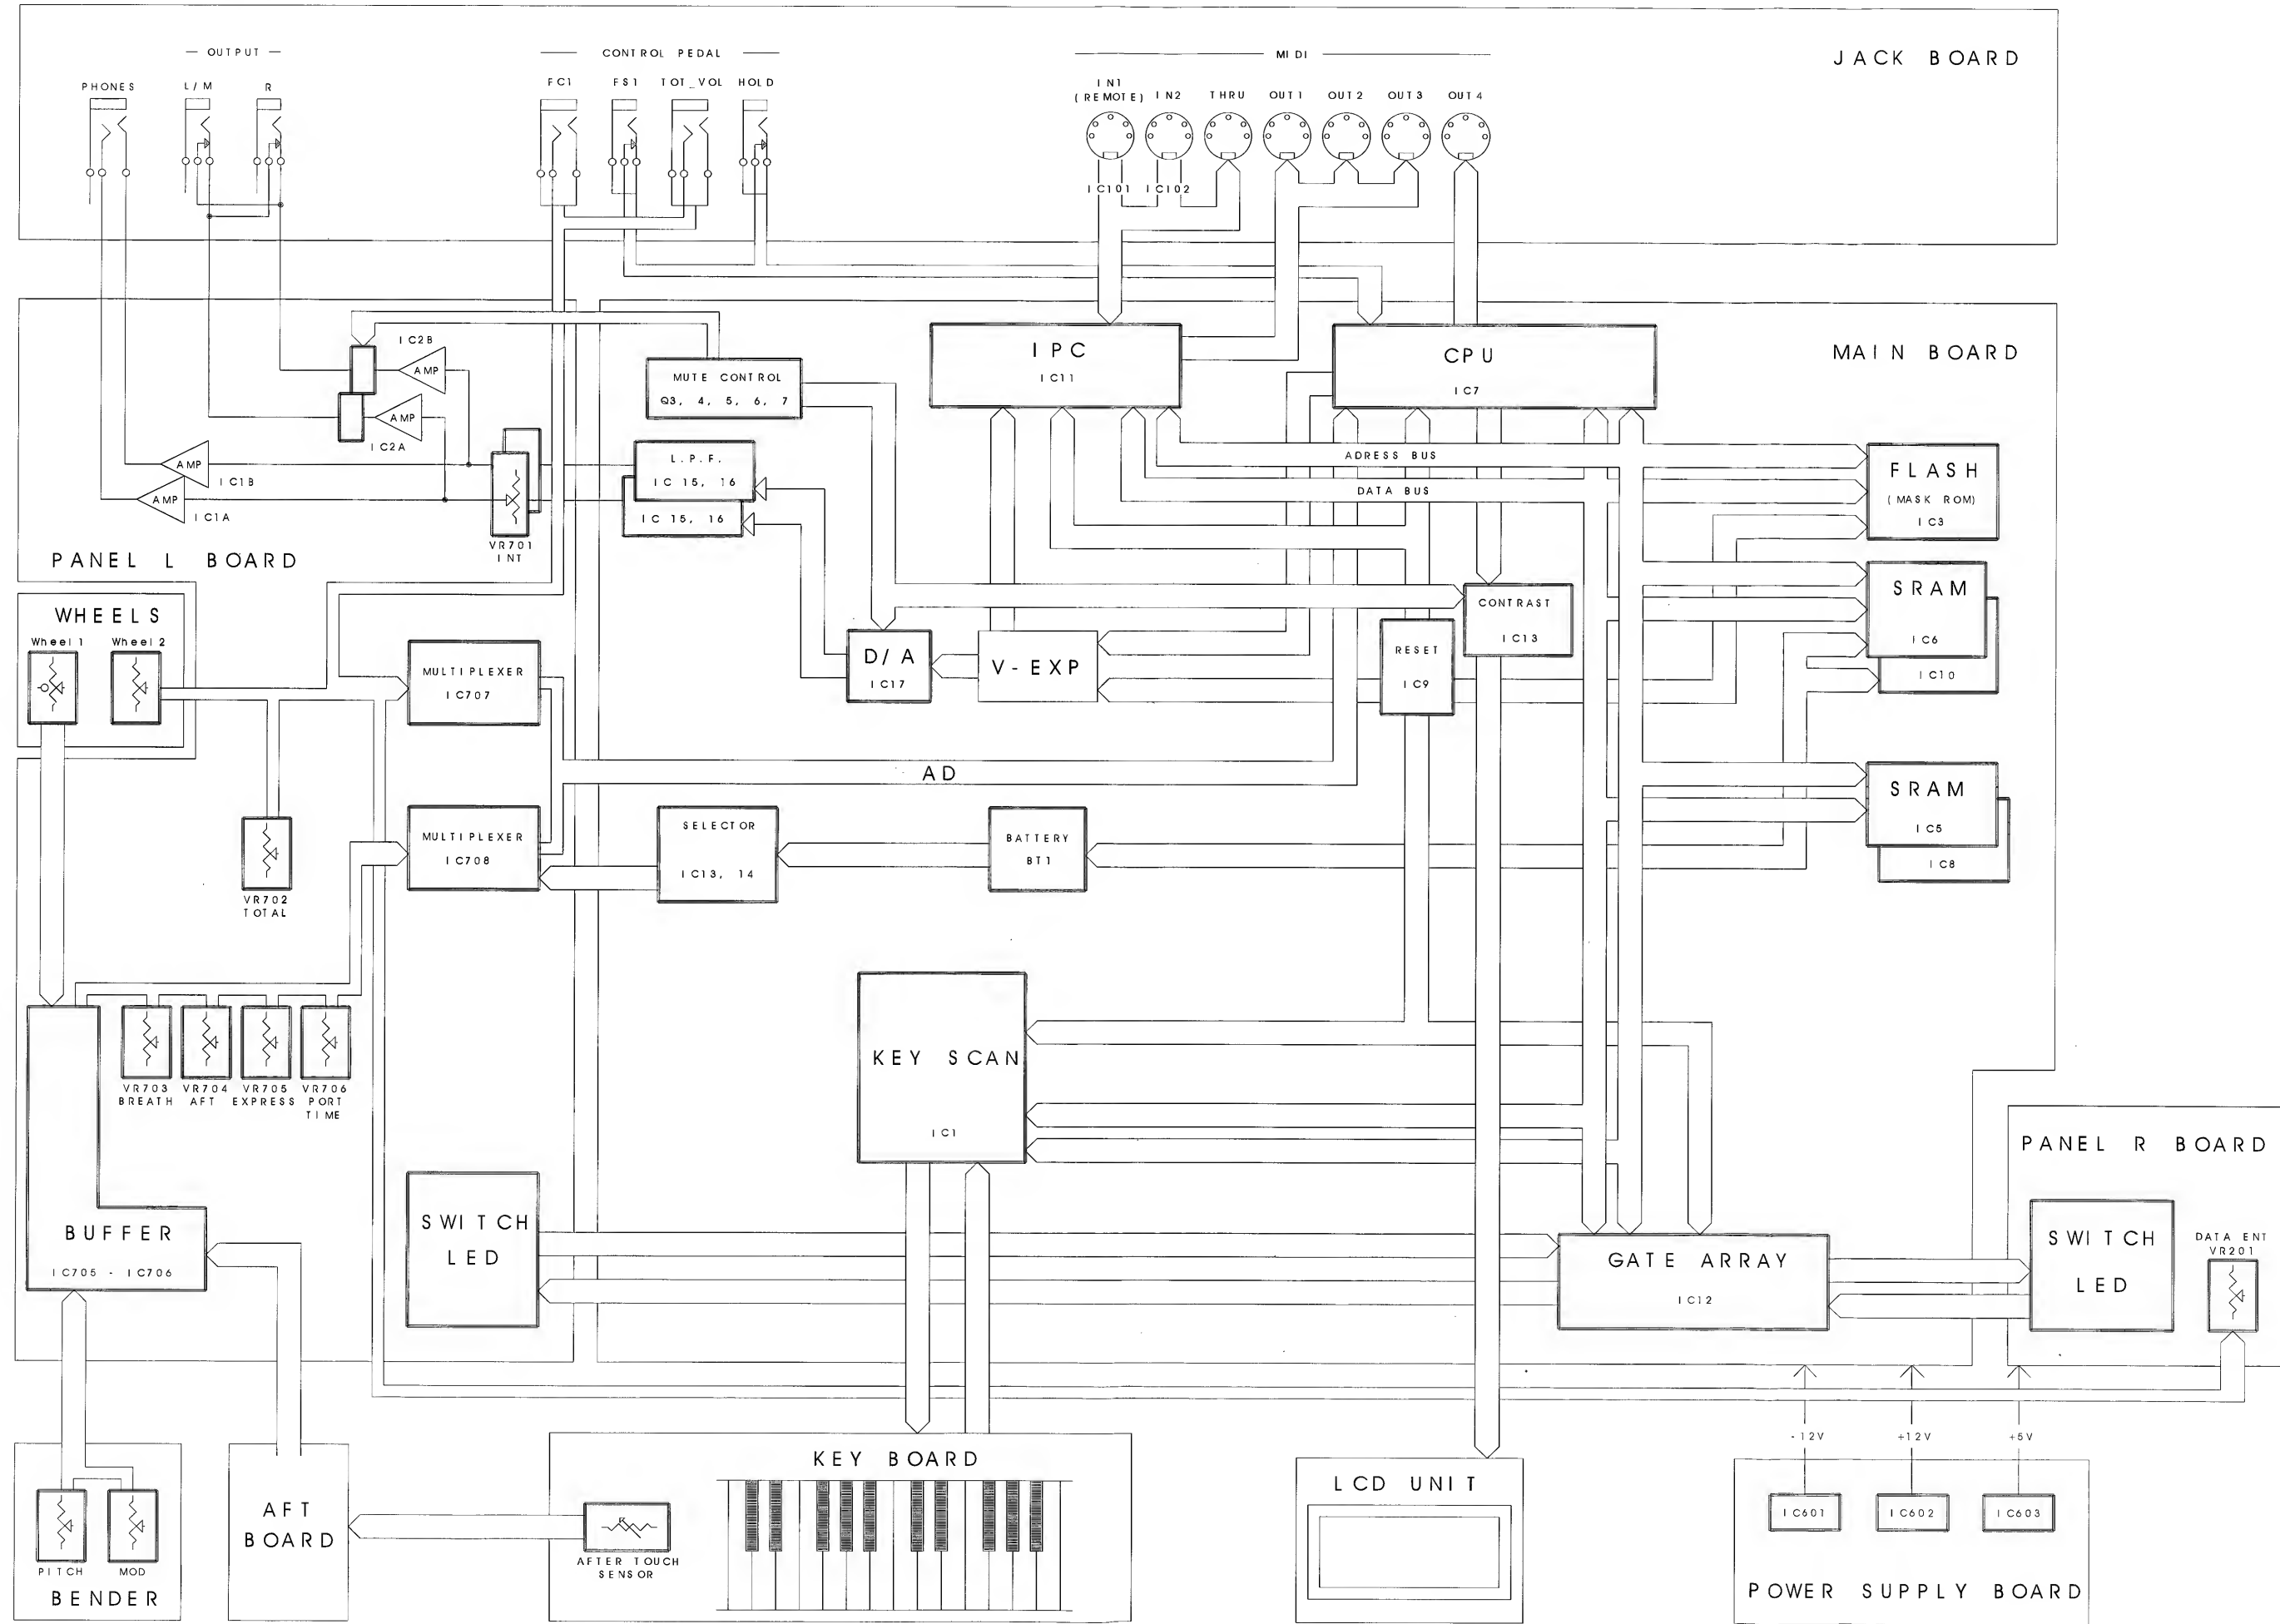 JACK BOARD
OUTPUT
CONTROL PEDAL
MIDI
PHONES
L/M
R
FC1
FS1
TOT_VOL
HOLD
IN1
(REMOTE)
IN2
THRU
OUT1
OUT2
OUT3
OUT4
IC101
IC102
MAIN BOARD
IC2B
AMP
AMP
IC2A
AMP
IC1B
AMP
IC1A
MUTE CONTROL
Q3, 4, 5, 6, 7
IPC
IC11
CPU
IC7
L.P.F.
IC 15, 16
IC 15, 16
VR701
INT
ADRESS BUS
DATA BUS
FLASH
(MASK ROM)
IC3
PANEL L BOARD
WHEELS
Wheel 1
Wheel 2
MULTIPLEXER
IC707
D/A
IC17
V-EXP
CONTRAST
IC13
RESET
IC9
SRAM
IC6
IC10
AD
SRAM
IC5
IC8
MULTIPLEXER
IC708
SELECTOR
IC13, 14
BATTERY
BT1
VR702
TOTAL
KEY SCAN
IC1
VR703
BREATH
VR704
AFT
VR705
EXPRESS
VR706
PORT
TIME
BUFFER
IC705 - IC706
SWITCH
LED
GATE ARRAY
IC12
PANEL R BOARD
SWITCH
LED
DATA ENT
VR201
-12V
+12V
+5V
PITCH
MOD
BENDER
AFT
BOARD
KEY BOARD
AFTER TOUCH
SENSOR
LCD UNIT
IC601
IC602
IC603
POWER SUPPLY BOARD